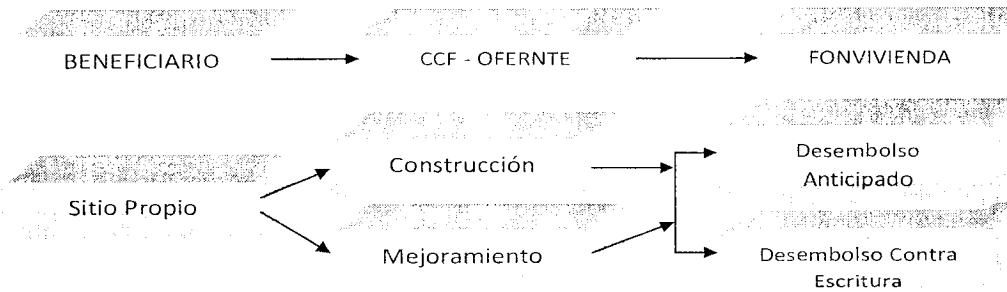 BENEFICIARIO
CCF - OFERNTE
FONVIVIENDA
Construcción
Desembolso
Anticipado
Sitio Propio
Mejoramiento
Desembolso Contra
Escritura